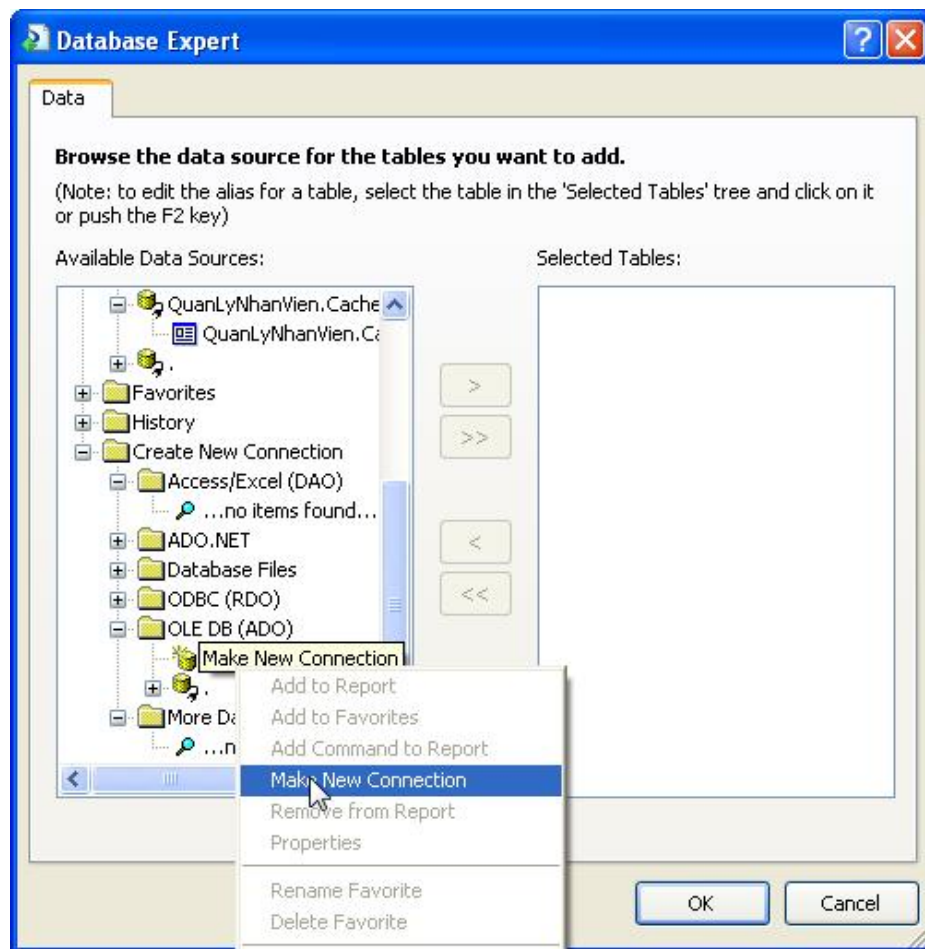 Database Expert
Data
Browse the data source for the tables you want to add.
(Note: to edit the alias for a table, select the table in the 'Selected Tables' tree and click on it
or push the F2 key)
Available Data Sources:
Selected Tables:
QuanLyNhanVien.Cache
QuanLyNhanVien.Ca
.
Favorites
History
Create New Connection
Access/Excel (DAO)
...no items found...
ADO.NET
Database Files
ODBC (RDO)
OLE DB (ADO)
Make New Connection
.
More Da
...n
>
>>
<
<<
Add to Report
Add to Favorites
Add Command to Report
Make New Connection
Remove from Report
Properties
Rename Favorite
Delete Favorite
OK
Cancel